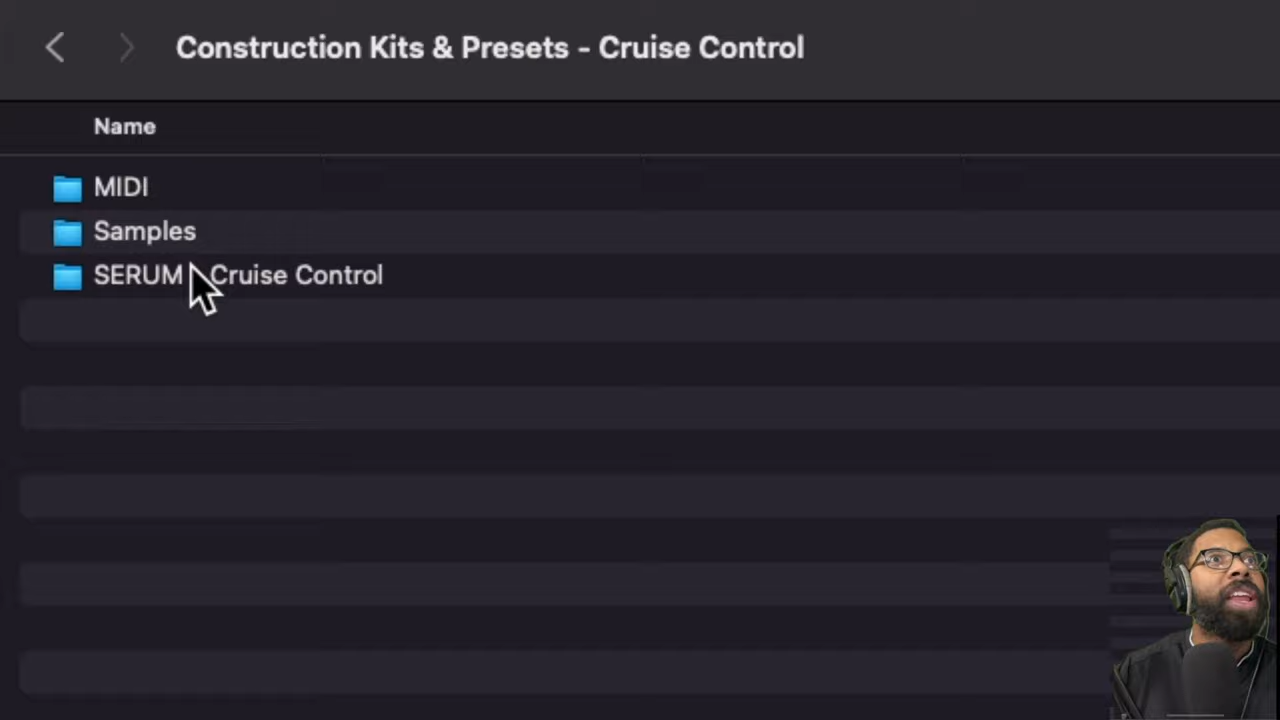 Construction Kits & Presets - Cruise Control
Name
MIDI
Samples
SERUM Cruise Control